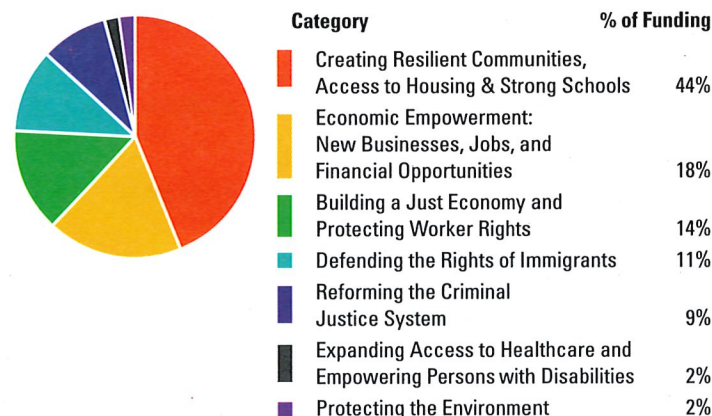 Category % of Funding
Creating Resilient Communities,
Access to Housing & Strong Schools 44%
Economic Empowerment:
New Businesses, Jobs, and
Financial Opportunities 18%
Building a Just Economy and
Protecting Worker Rights 14%
Defending the Rights of Immigrants 11%
Reforming the Criminal
Justice System 9%
Expanding Access to Healthcare and
Empowering Persons with Disabilities 2%
Protecting the Environment 2%